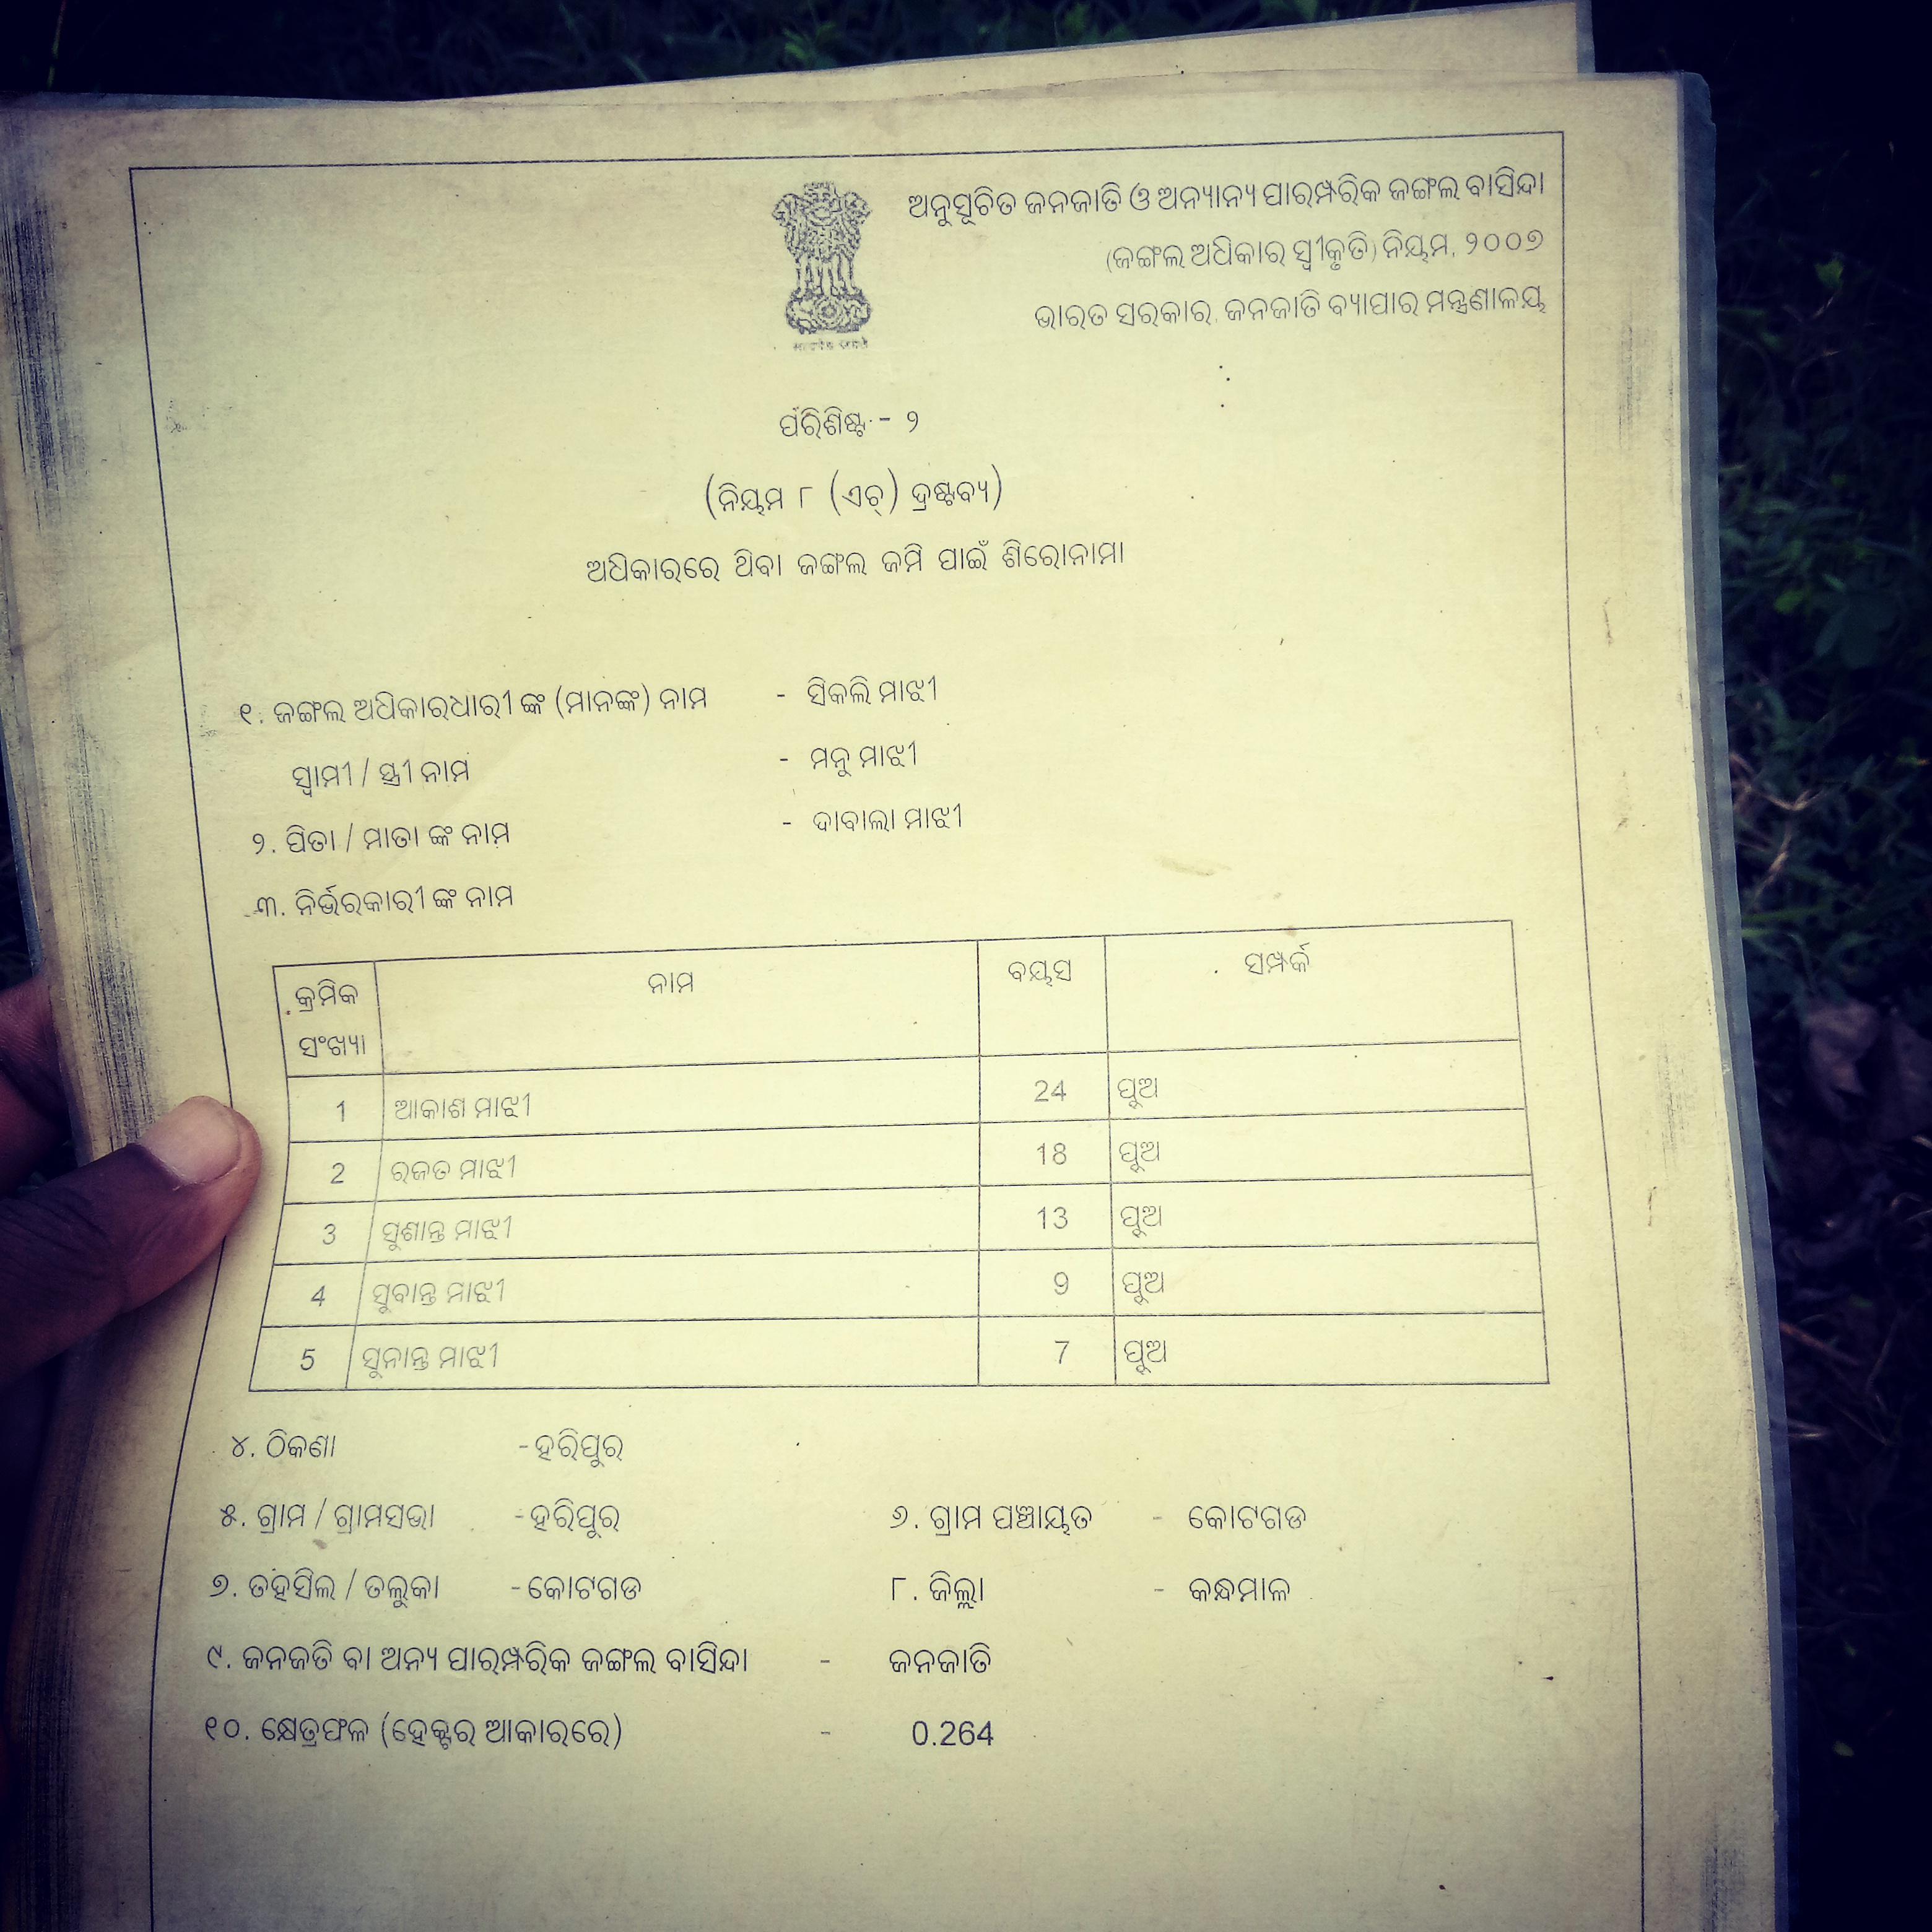 ଅନୁସୂଚିତ ଜନଜାତି ଓ ଅନ୍ୟାନ୍ୟ ପାରମ୍ପରିକ ଜଙ୍ଗଲ ବାସିନ୍ଦା
(ଜଙ୍ଗଲ ଅଧିକାର ସ୍ୱୀକୃତି) ନିୟମ, ୨୦୦୭
ଭାରତ ସରକାର, ଜନଜାତି ବ୍ୟାପାର ମନ୍ତ୍ରଣାଳୟ
ପରିଶିଷ୍ଟ - ୨
(ନିୟମ ୮ (ଏଚ୍) ଦ୍ରଷ୍ଟବ୍ୟ)
ଅଧିକାରରେ ଥିବା ଜଙ୍ଗଲ ଜମି ପାଇଁ ଶିରୋନାମା
୧. ଜଙ୍ଗଲ ଅଧିକାରଧାରୀ ଙ୍କ (ମାନଙ୍କ) ନାମ - ସିକଲି ମାଝୀ
ସ୍ୱାମୀ / ସ୍ତ୍ରୀ ନାମ - ମନୁ ମାଝୀ
୨. ପିତା / ମାତା ଙ୍କ ନାମ - ଦାବାଲା ମାଝୀ
୩. ନିର୍ଭରକାରୀ ଙ୍କ ନାମ
କ୍ରମିକ ସଂଖ୍ୟା ନାମ ବୟସ ସମ୍ପର୍କ
1 ଆକାଶ ମାଝୀ 24 ପୁଅ
2 ରଜତ ମାଝୀ 18 ପୁଅ
3 ସୁଶାନ୍ତ ମାଝୀ 13 ପୁଅ
4 ସୁବାନ୍ତ ମାଝୀ 9 ପୁଅ
5 ସୁନାନ୍ତ ମାଝୀ 7 ପୁଅ
୪. ଠିକଣା - ହରିପୁର
୫. ଗ୍ରାମ / ଗ୍ରାମସଭା - ହରିପୁର ୬. ଗ୍ରାମ ପଞ୍ଚାୟତ - କୋଟଗଡ
୭. ତହସିଲ / ତଲୁକା - କୋଟଗଡ ୮. ଜିଲ୍ଲା - କନ୍ଧମାଳ
୯. ଜନଜତି ବା ଅନ୍ୟ ପାରମ୍ପରିକ ଜଙ୍ଗଲ ବାସିନ୍ଦା - ଜନଜାତି
୧୦. କ୍ଷେତ୍ରଫଳ (ହେକ୍ଟର ଆକାରରେ) - 0.264